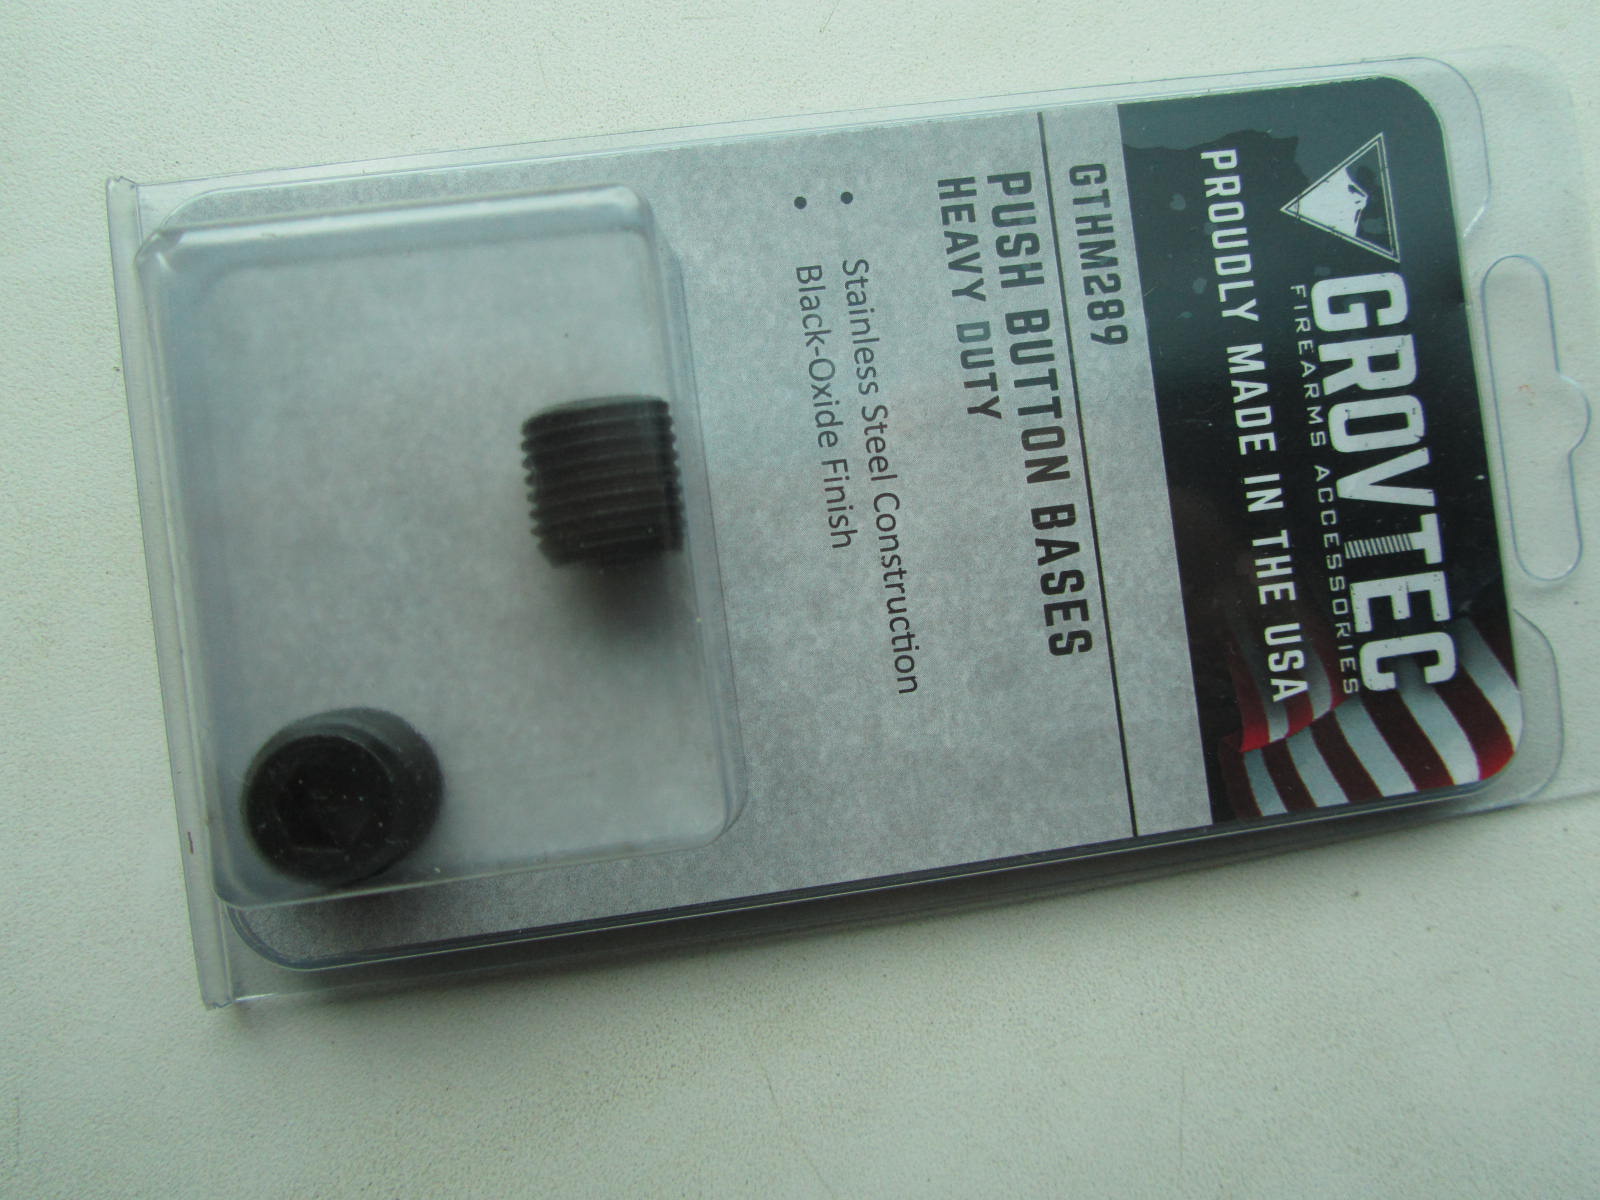 GROVTEC
FIREARMS ACCESSORIES
PROUDLY MADE IN THE USA
GTHM289
PUSH BUTTON BASES
HEAVY DUTY
• Stainless Steel Construction
• Black-Oxide Finish